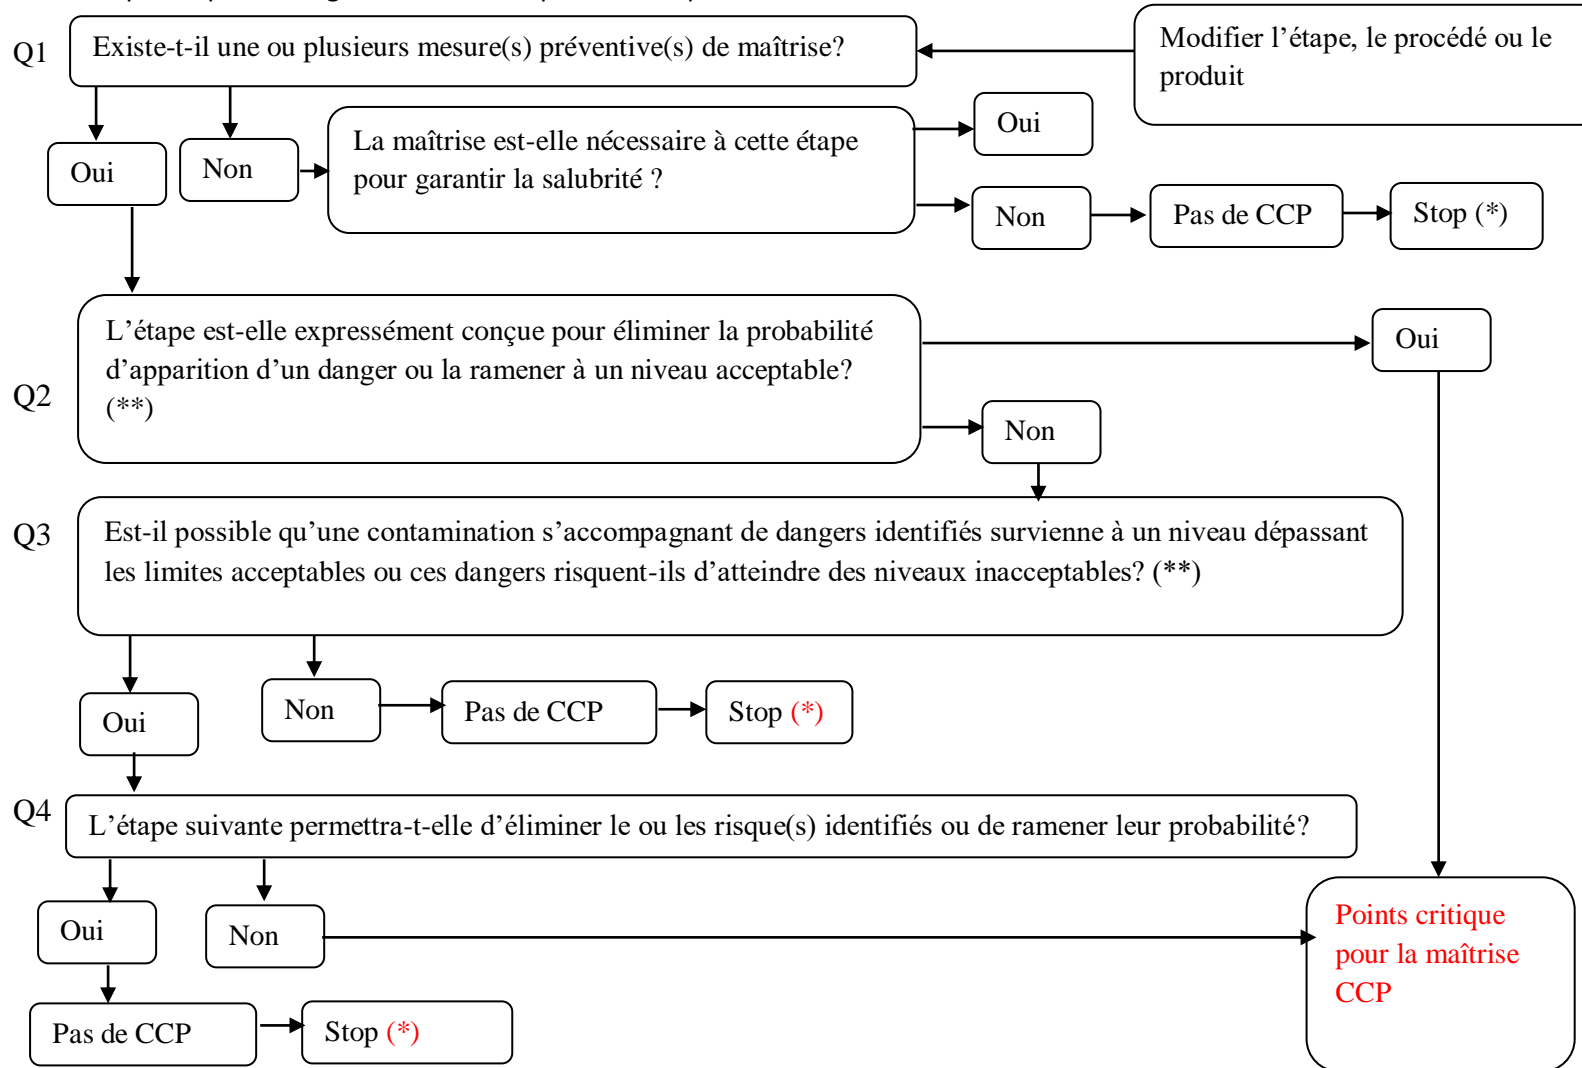 Q1
Existe-t-il une ou plusieurs mesure(s) préventive(s) de maîtrise?
Modifier l’étape, le procédé ou le
produit
Oui
Non
La maîtrise est-elle nécessaire à cette étape
pour garantir la salubrité ?
Oui
Non
Pas de CCP
Stop (*)
Q2
L’étape est-elle expressément conçue pour éliminer la probabilité
d’apparition d’un danger ou la ramener à un niveau acceptable?
(**)
Oui
Non
Q3
Est-il possible qu’une contamination s’accompagnant de dangers identifiés survienne à un niveau dépassant
les limites acceptables ou ces dangers risquent-ils d’atteindre des niveaux inacceptables? (**)
Oui
Non
Pas de CCP
Stop (*)
Q4
L’étape suivante permettra-t-elle d’éliminer le ou les risque(s) identifiés ou de ramener leur probabilité?
Oui
Non
Points critique
pour la maîtrise
CCP
Pas de CCP
Stop (*)